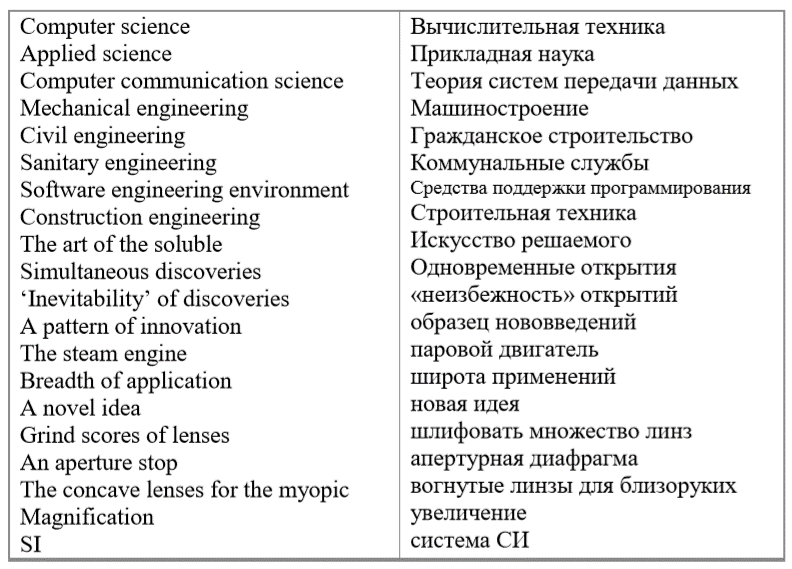 Computer science
Applied science
Computer communication science
Mechanical engineering
Civil engineering
Sanitary engineering
Software engineering environment
Construction engineering
The art of the soluble
Simultaneous discoveries
‘Inevitability’ of discoveries
A pattern of innovation
The steam engine
Breadth of application
A novel idea
Grind scores of lenses
An aperture stop
The concave lenses for the myopic
Magnification
SI
Вычислительная техника
Прикладная наука
Теория систем передачи данных
Машиностроение
Гражданское строительство
Коммунальные службы
Средства поддержки программирования
Строительная техника
Искусство решаемого
Одновременные открытия
«неизбежность» открытий
образец нововведений
паровой двигатель
широта применений
новая идея
шлифовать множество линз
апертурная диафрагма
вогнутые линзы для близоруких
увеличение
система СИ